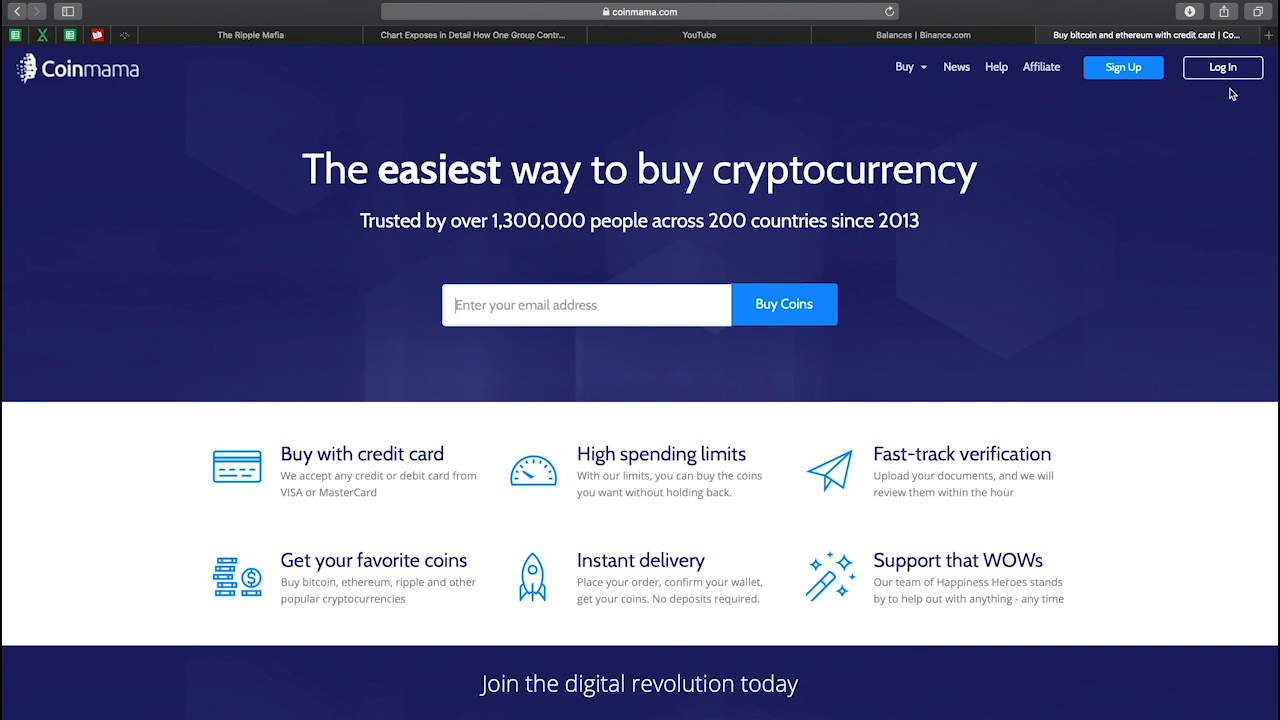 coinmama.com
The Ripple Mafia
Chart Exposes in Detail How One Group Contr...
YouTube
Balances | Binance.com
Buy bitcoin and ethereum with credit card | Co...
Coinmama
Buy
News
Help
Affiliate
Sign Up
Log In
The easiest way to buy cryptocurrency
Trusted by over 1,300,000 people across 200 countries since 2013
Enter your email address
Buy Coins
Buy with credit card
We accept any credit or debit card from
VISA or MasterCard
High spending limits
With our limits, you can buy the coins
you want without holding back.
Fast-track verification
Upload your documents, and we will
review them within the hour
Get your favorite coins
Buy bitcoin, ethereum, ripple and other
popular cryptocurrencies
Instant delivery
Place your order, confirm your wallet,
get your coins. No deposits required.
Support that WOWs
Our team of Happiness Heroes stands
by to help out with anything - any time
Join the digital revolution today